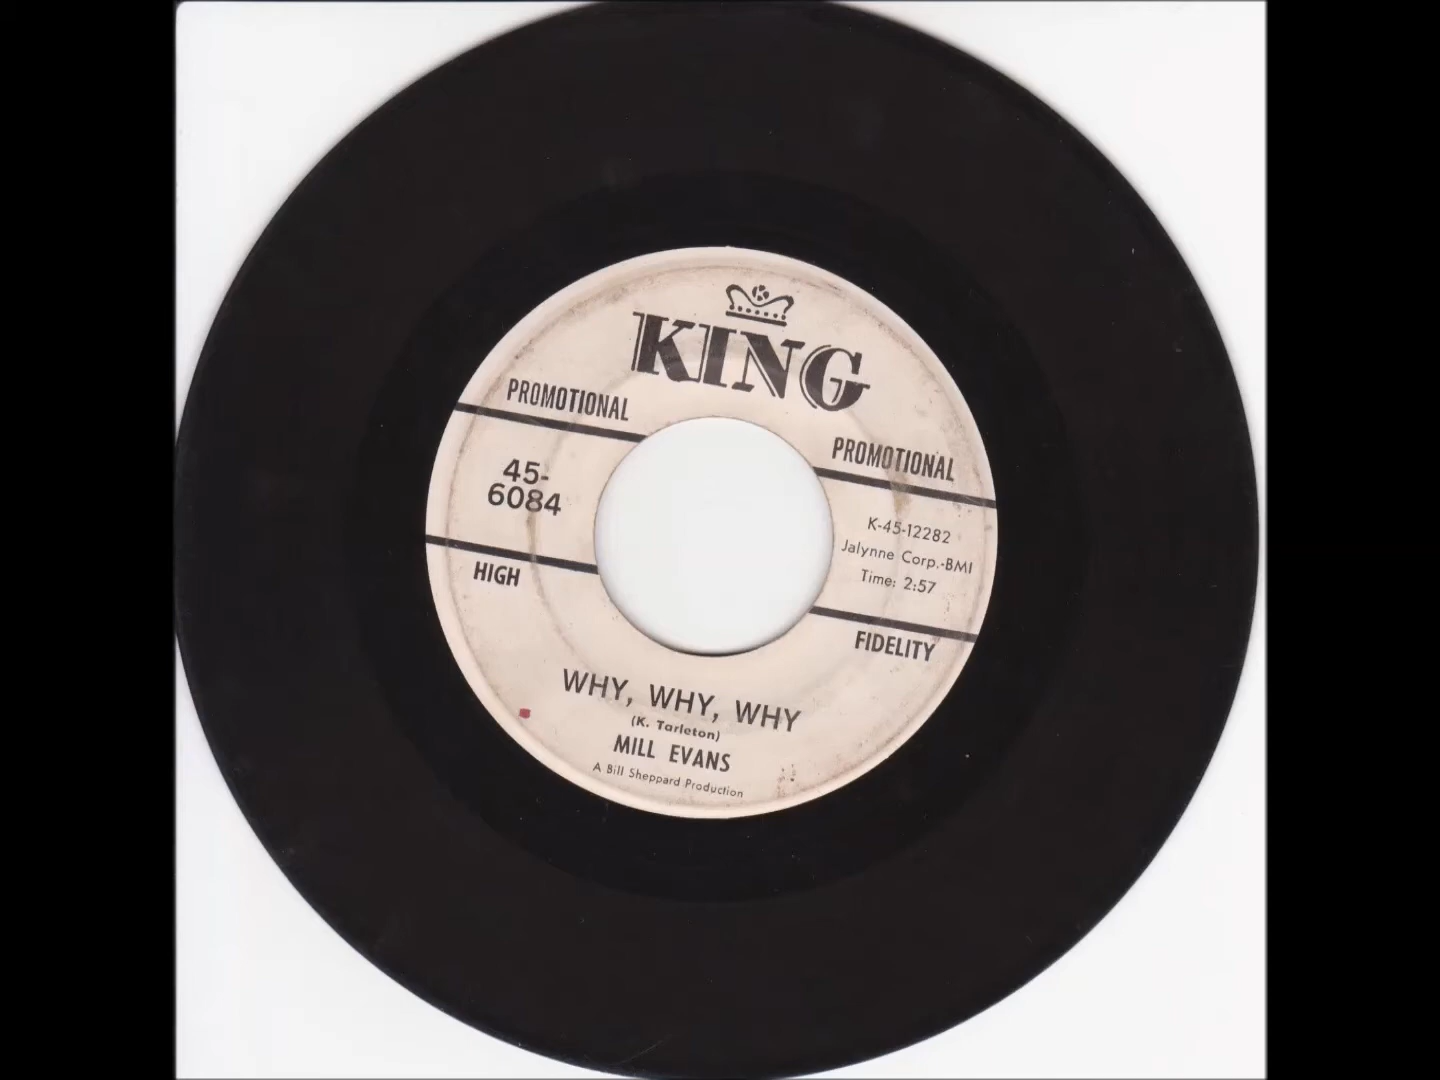 K
KING
PROMOTIONAL
PROMOTIONAL
45-
6084
K-45-12282
Jalynne Corp.-BMI
Time: 2:57
HIGH
FIDELITY
WHY, WHY, WHY
(K. Tarleton)
MILL EVANS
A Bill Sheppard Production